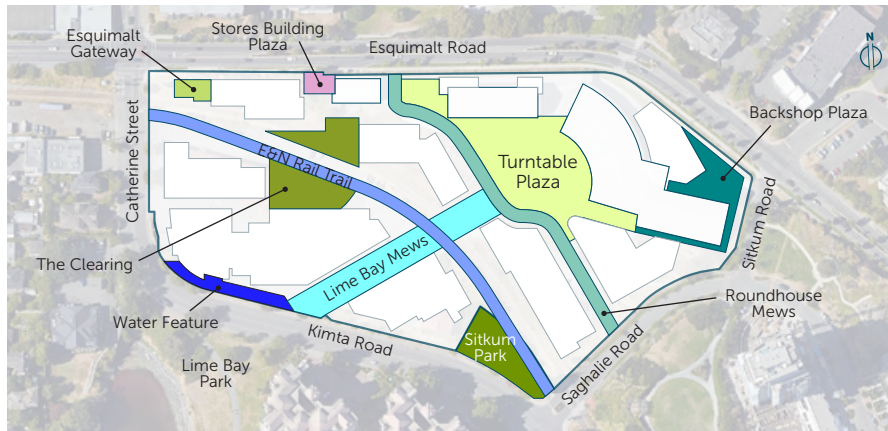 Esquimalt
Gateway
Stores Building
Plaza
Esquimalt Road
N
Backshop Plaza
Catherine Street
E&N Rail Trail
Turntable
Plaza
Sitkum Road
The Clearing
Lime Bay Mews
Water Feature
Roundhouse
Mews
Kimta Road
Sitkum
Park
Saghalie Road
Lime Bay
Park